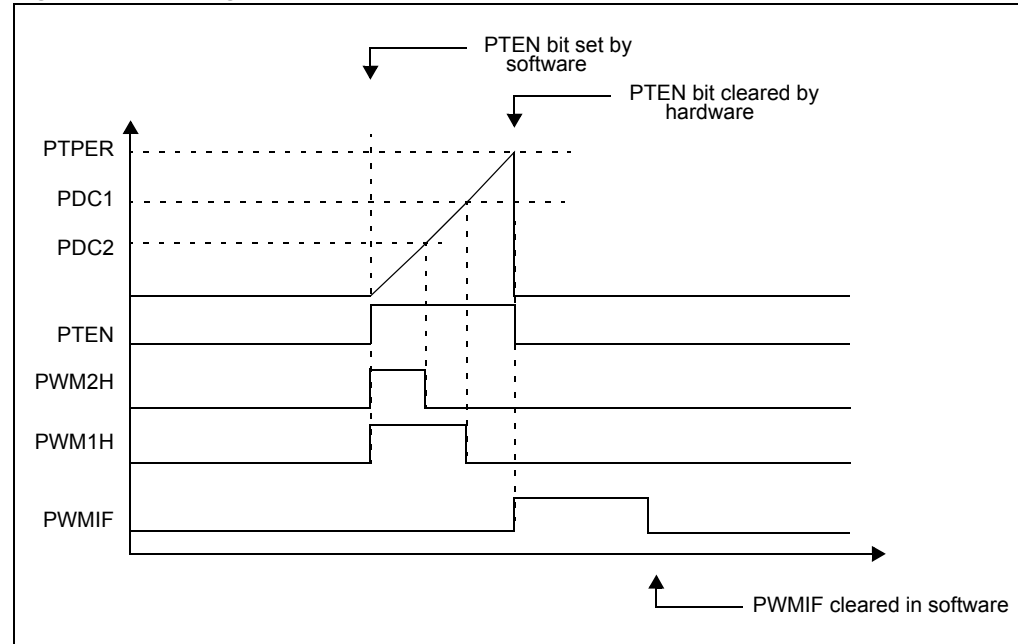 PTEN bit set by
software
PTEN bit cleared by
hardware
PTPER
PDC1
PDC2
PTEN
PWM2H
PWM1H
PWMIF
PWMIF cleared in software